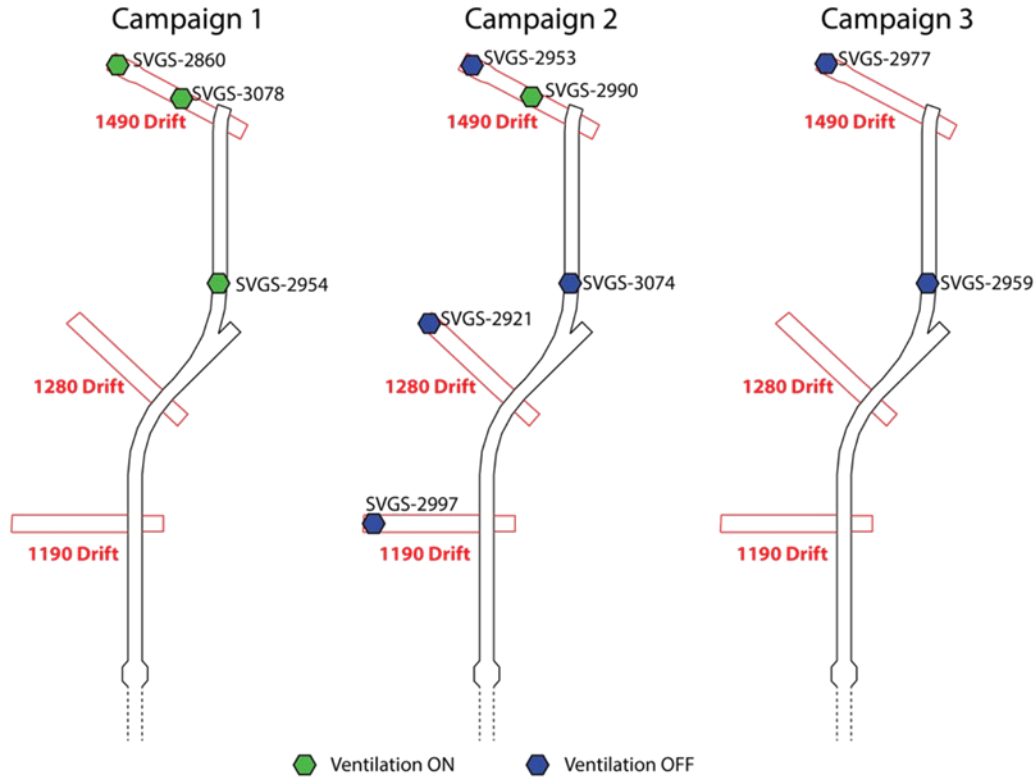 Campaign 1
Campaign 2
Campaign 3
SVGS-2860
SVGS-3078
1490 Drift
SVGS-2954
1280 Drift
1190 Drift
SVGS-2953
SVGS-2990
1490 Drift
SVGS-3074
SVGS-2921
1280 Drift
SVGS-2997
1190 Drift
SVGS-2977
1490 Drift
SVGS-2959
1280 Drift
1190 Drift
Ventilation ON
Ventilation OFF